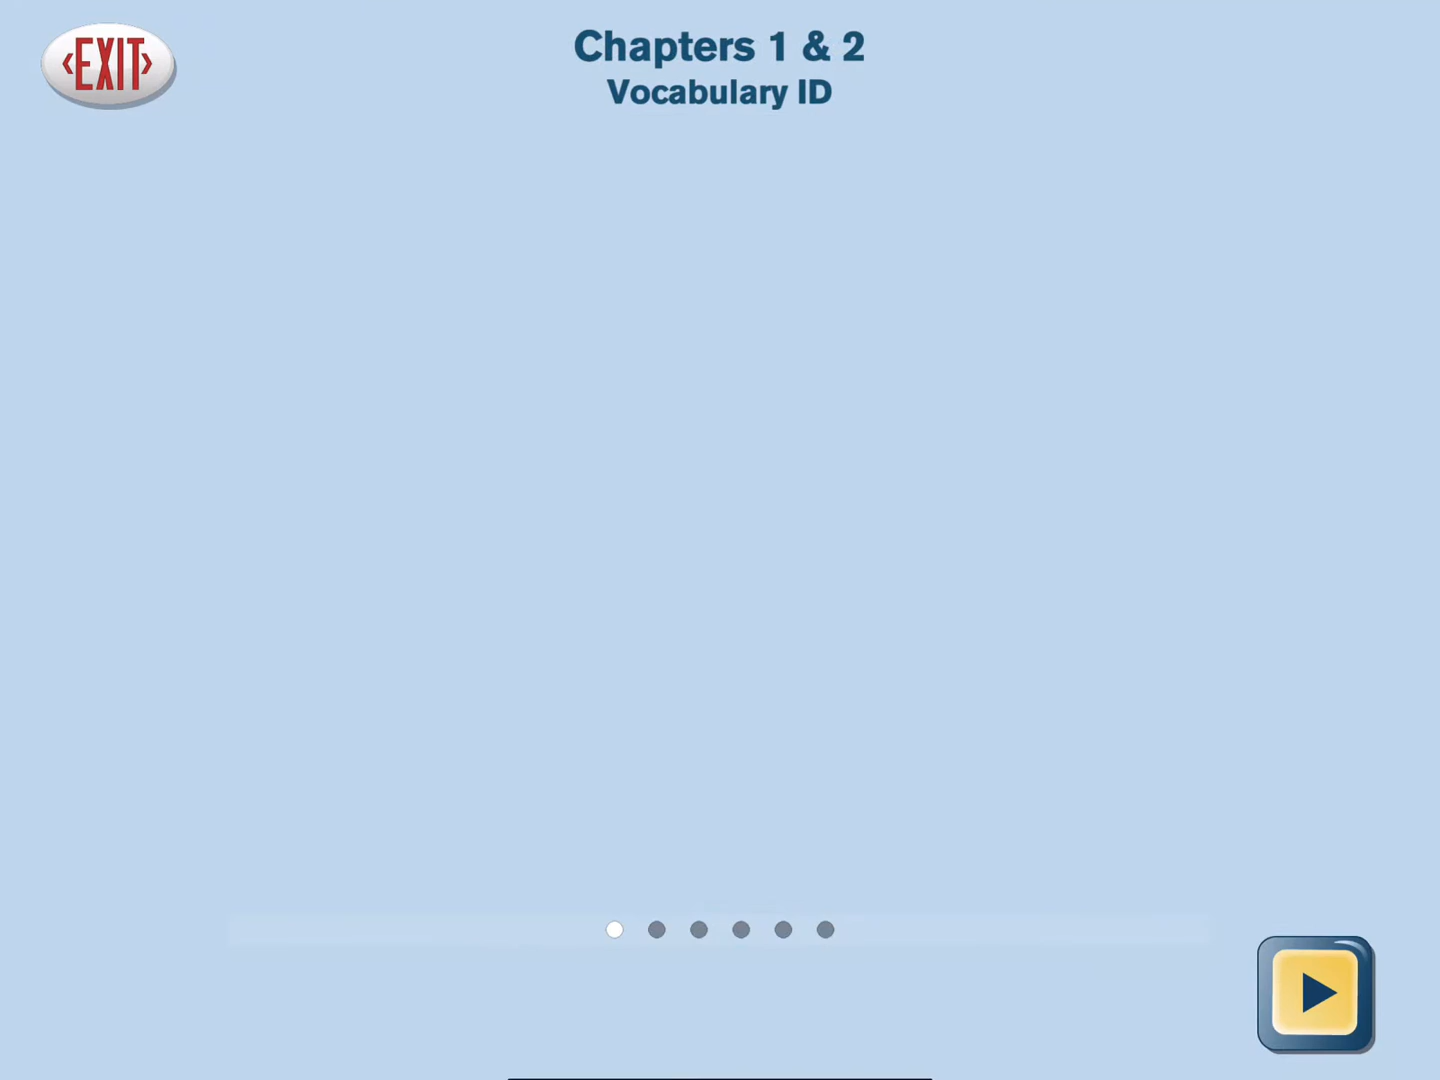 ‹EXIT›
Chapters 1 & 2
Vocabulary ID